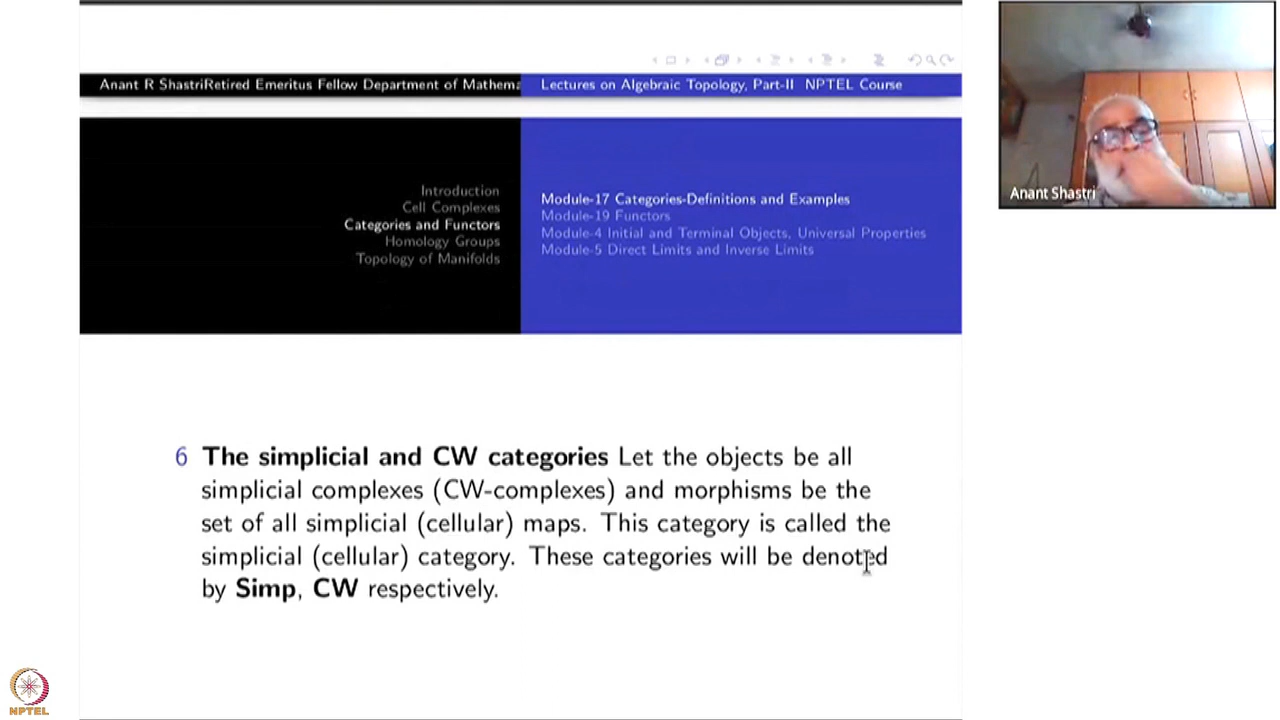 Anant R ShastriRetired Emeritus Fellow Department of Mathema
Lectures on Algebraic Topology, Part-II NPTEL Course
Introduction
Cell Complexes
Categories and Functors
Homology Groups
Topology of Manifolds
Module-17 Categories-Definitions and Examples
Module-19 Functors
Module-4 Initial and Terminal Objects, Universal Properties
Module-5 Direct Limits and Inverse Limits
6 The simplicial and CW categories Let the objects be all
simplicial complexes (CW-complexes) and morphisms be the
set of all simplicial (cellular) maps. This category is called the
simplicial (cellular) category. These categories will be denoted
by Simp, CW respectively.
Anant Shastri
NPTEL